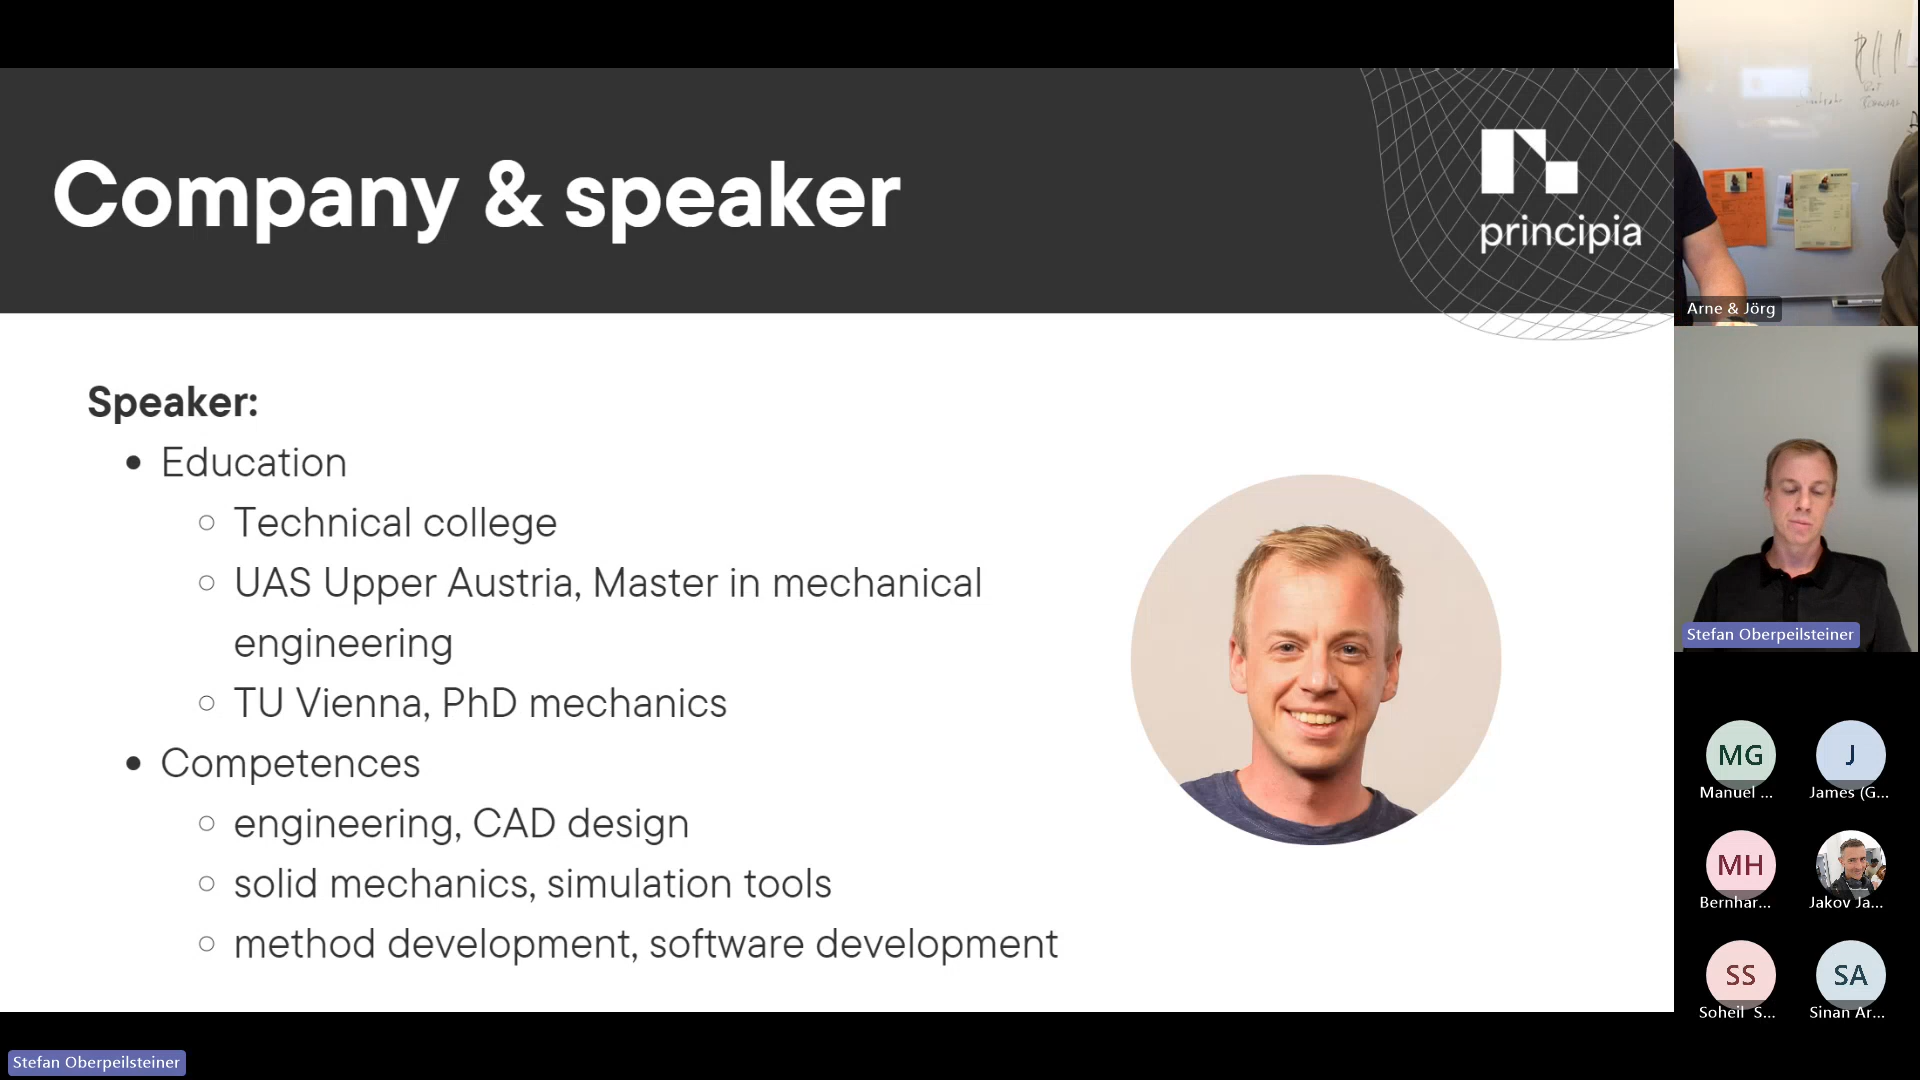 Company & speaker
principia
Speaker:
Education
Technical college
UAS Upper Austria, Master in mechanical
engineering
TU Vienna, PhD mechanics
Competences
engineering, CAD design
solid mechanics, simulation tools
method development, software development
Arne & Jörg
Stefan Oberpeilsteiner
MG
J
Manuel ...
James (G...
MH
Bernhar...
Jakov Ja...
SS
SA
Soheil S...
Sinan Ar...
Stefan Oberpeilsteiner